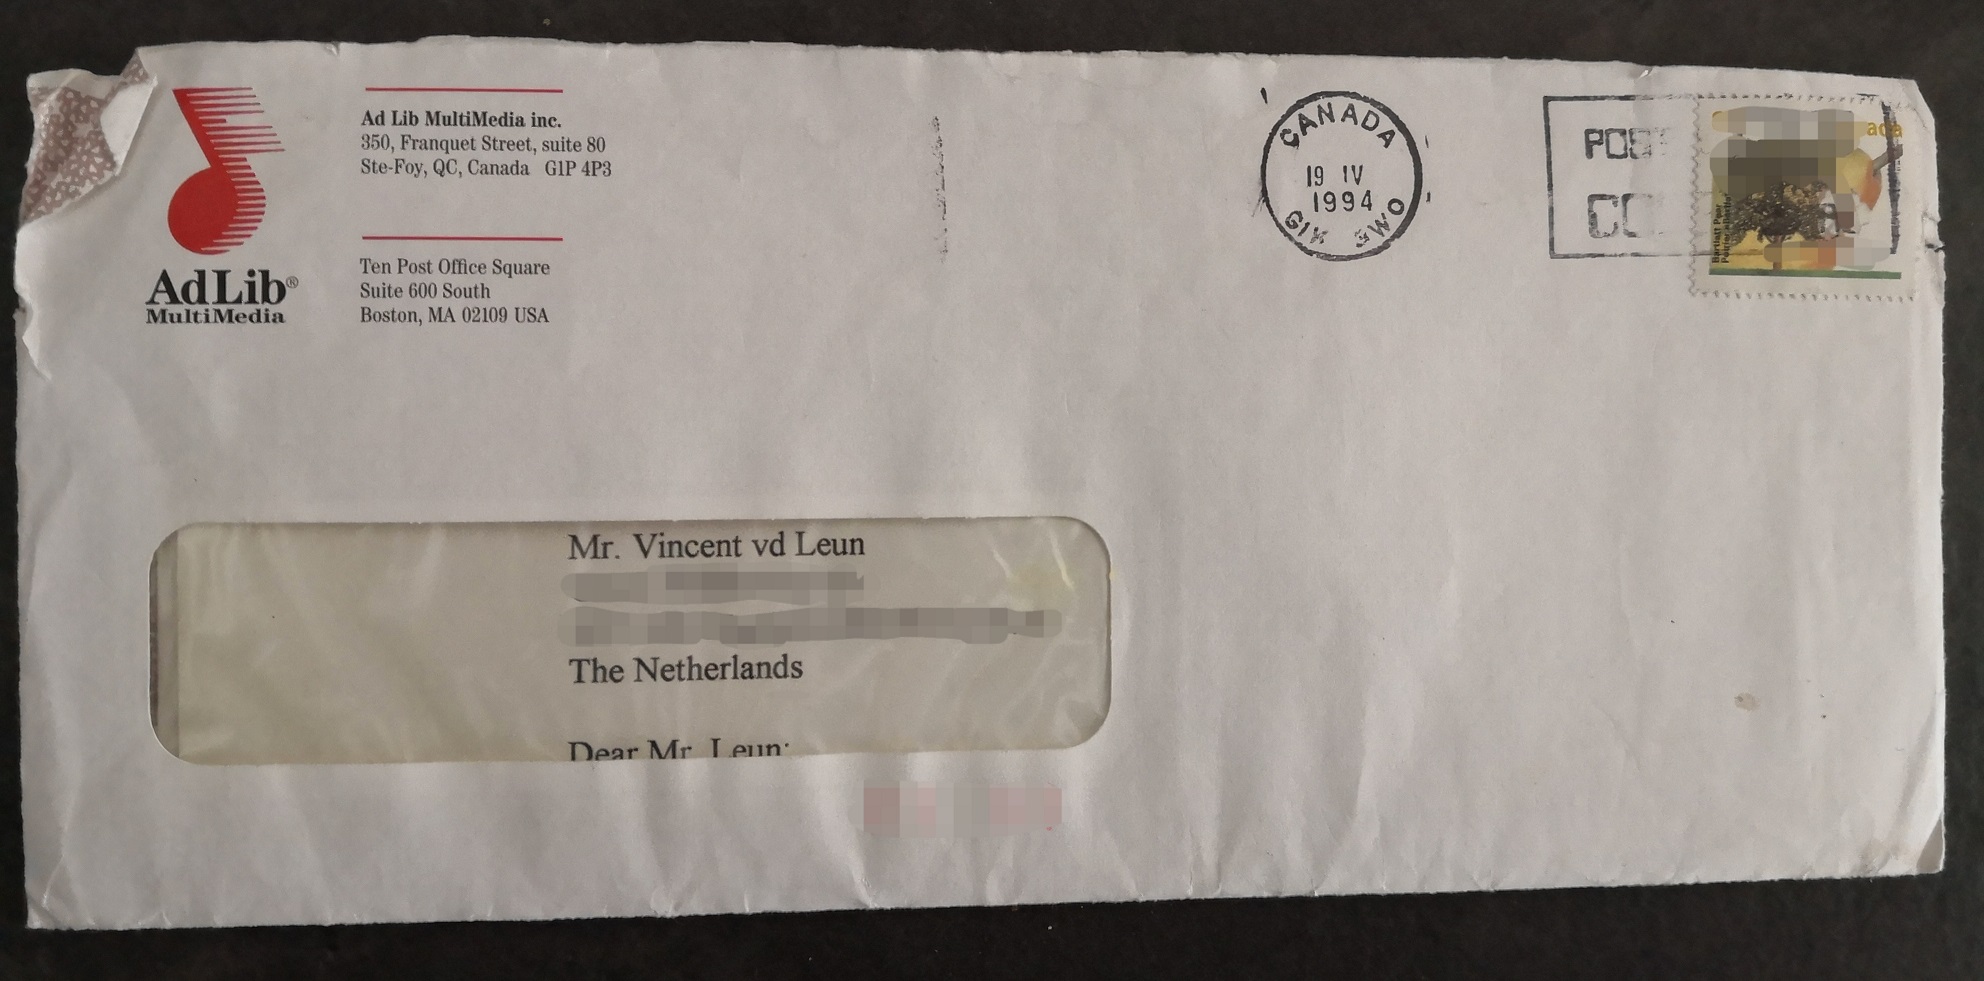 Ad Lib MultiMedia inc.
350, Franquet Street, suite 80
Ste-Foy, QC, Canada G1P 4P3
Ten Post Office Square
Suite 600 South
Boston, MA 02109 USA
AdLib®
MultiMedia
CANADA
19 IV
1994
G1K 3W0
Bartlett Pear
Mr. Vincent vd Leun
The Netherlands
Dear Mr. Leun: